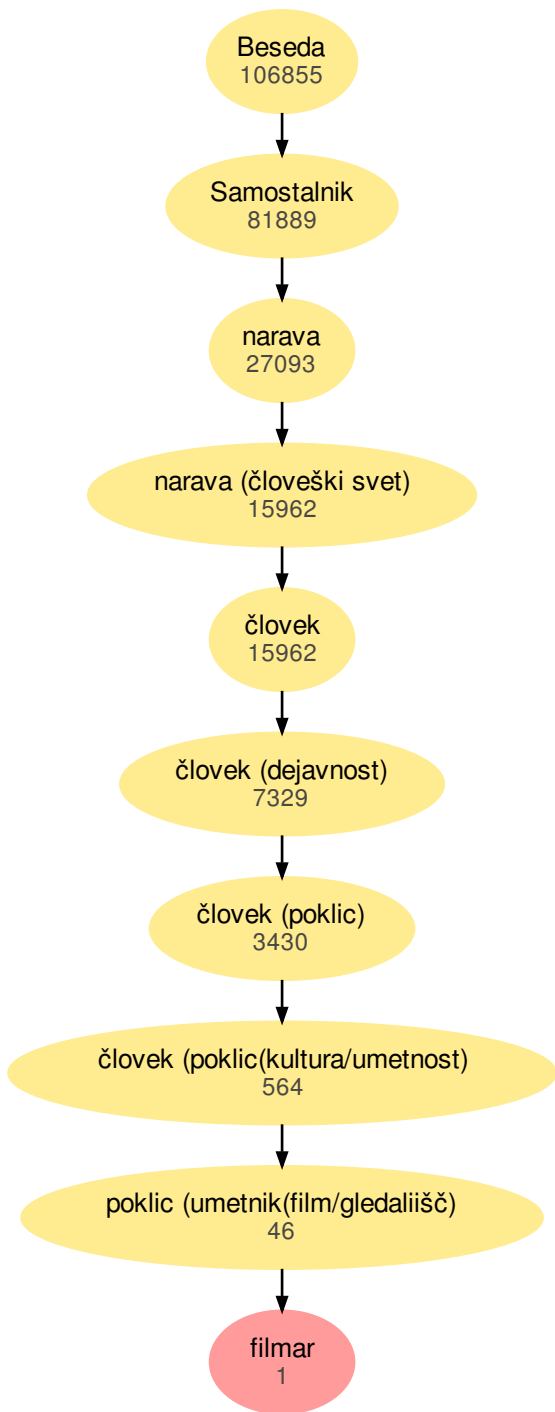 Beseda
106855
Samostalnik
81889
narava
27093
narava (človeški svet)
15962
človek
15962
človek (dejavnost)
7329
človek (poklic)
3430
človek (poklic(kultura/umetnost)
564
poklic (umetnik(film/gledaliišč)
46
filmar
1